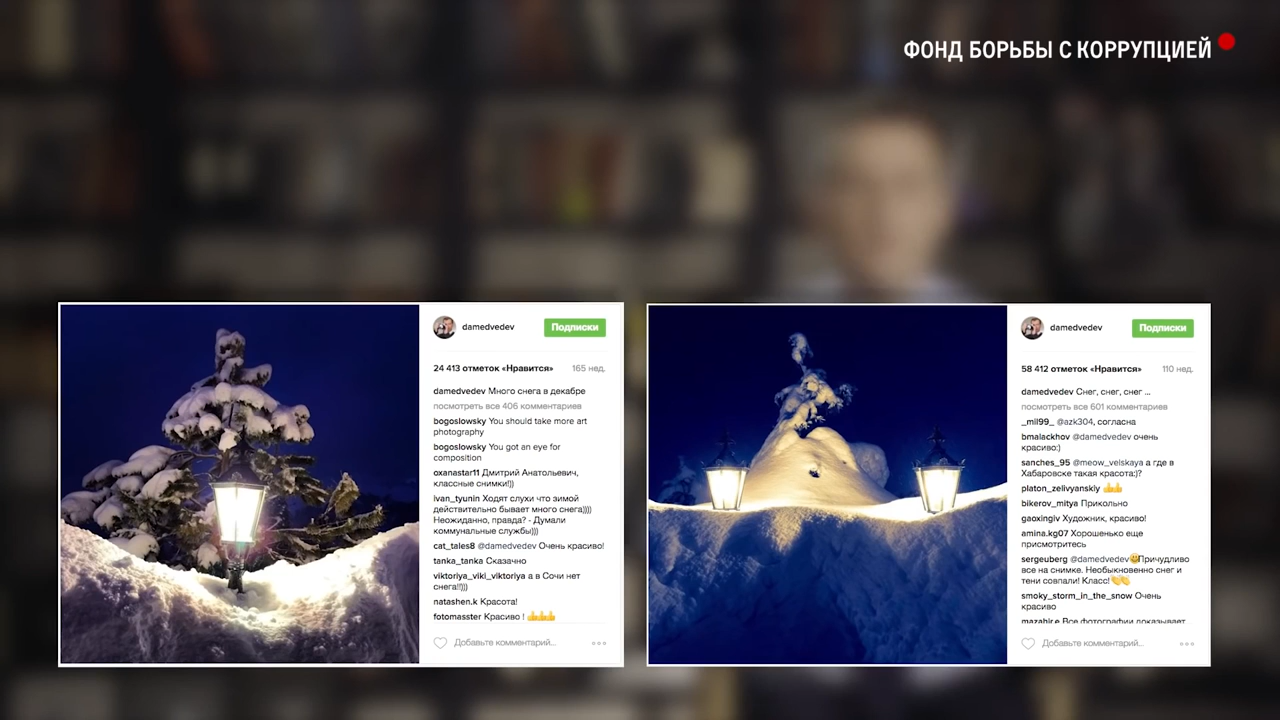 ФОНД БОРЬБЫ С КОРРУПЦИЕЙ
damedvedev
Подписки
24 413 отметок «Нравится» 165 нед.
damedvedev Много снега в декабре
посмотреть все 406 комментариев
bogoslowsky You should take more art
photography
bogoslowsky You got an eye for
composition
oxanastar11 Дмитрий Анатольевич,
классные снимки!))
ivan_tyunin Ходят слухи что зимой
действительно бывает много снега))))
Неожиданно, правда? - Думали
коммунальные службы)))
cat_tales8 @damedvedev Очень красиво!
tanka_tanka Сказачно
viktoriya_viki_viktoriya а в Сочи нет
снега!!)))
natashen.k Красота!
fotomasster Красиво ! 👍👍👍
Добавьте комментарий...
damedvedev
Подписки
58 412 отметок «Нравится» 110 нед.
damedvedev Снег, снег, снег ...
посмотреть все 601 комментариев
_mil99_ @azk304, согласна
bmalachkov @damedvedev очень
красиво:)
sanches_95 @meow_velskaya а где в
Хабаровске такая красота:)?
platon_zelivyanskiy 👍👍
bikerov_mitya Прикольно
gaoxingiv Художник, красиво!
amina.kg07 Хорошенько еще
присмотритесь
sergeuberg @damedvedev😬Причудливо
все на снимке. Необыкновенно снег и
тени совпали! Класс!👏👏
smoky_storm_in_the_snow Очень
красиво
mazahir.e Все фотографии доказывает
Добавьте комментарий...